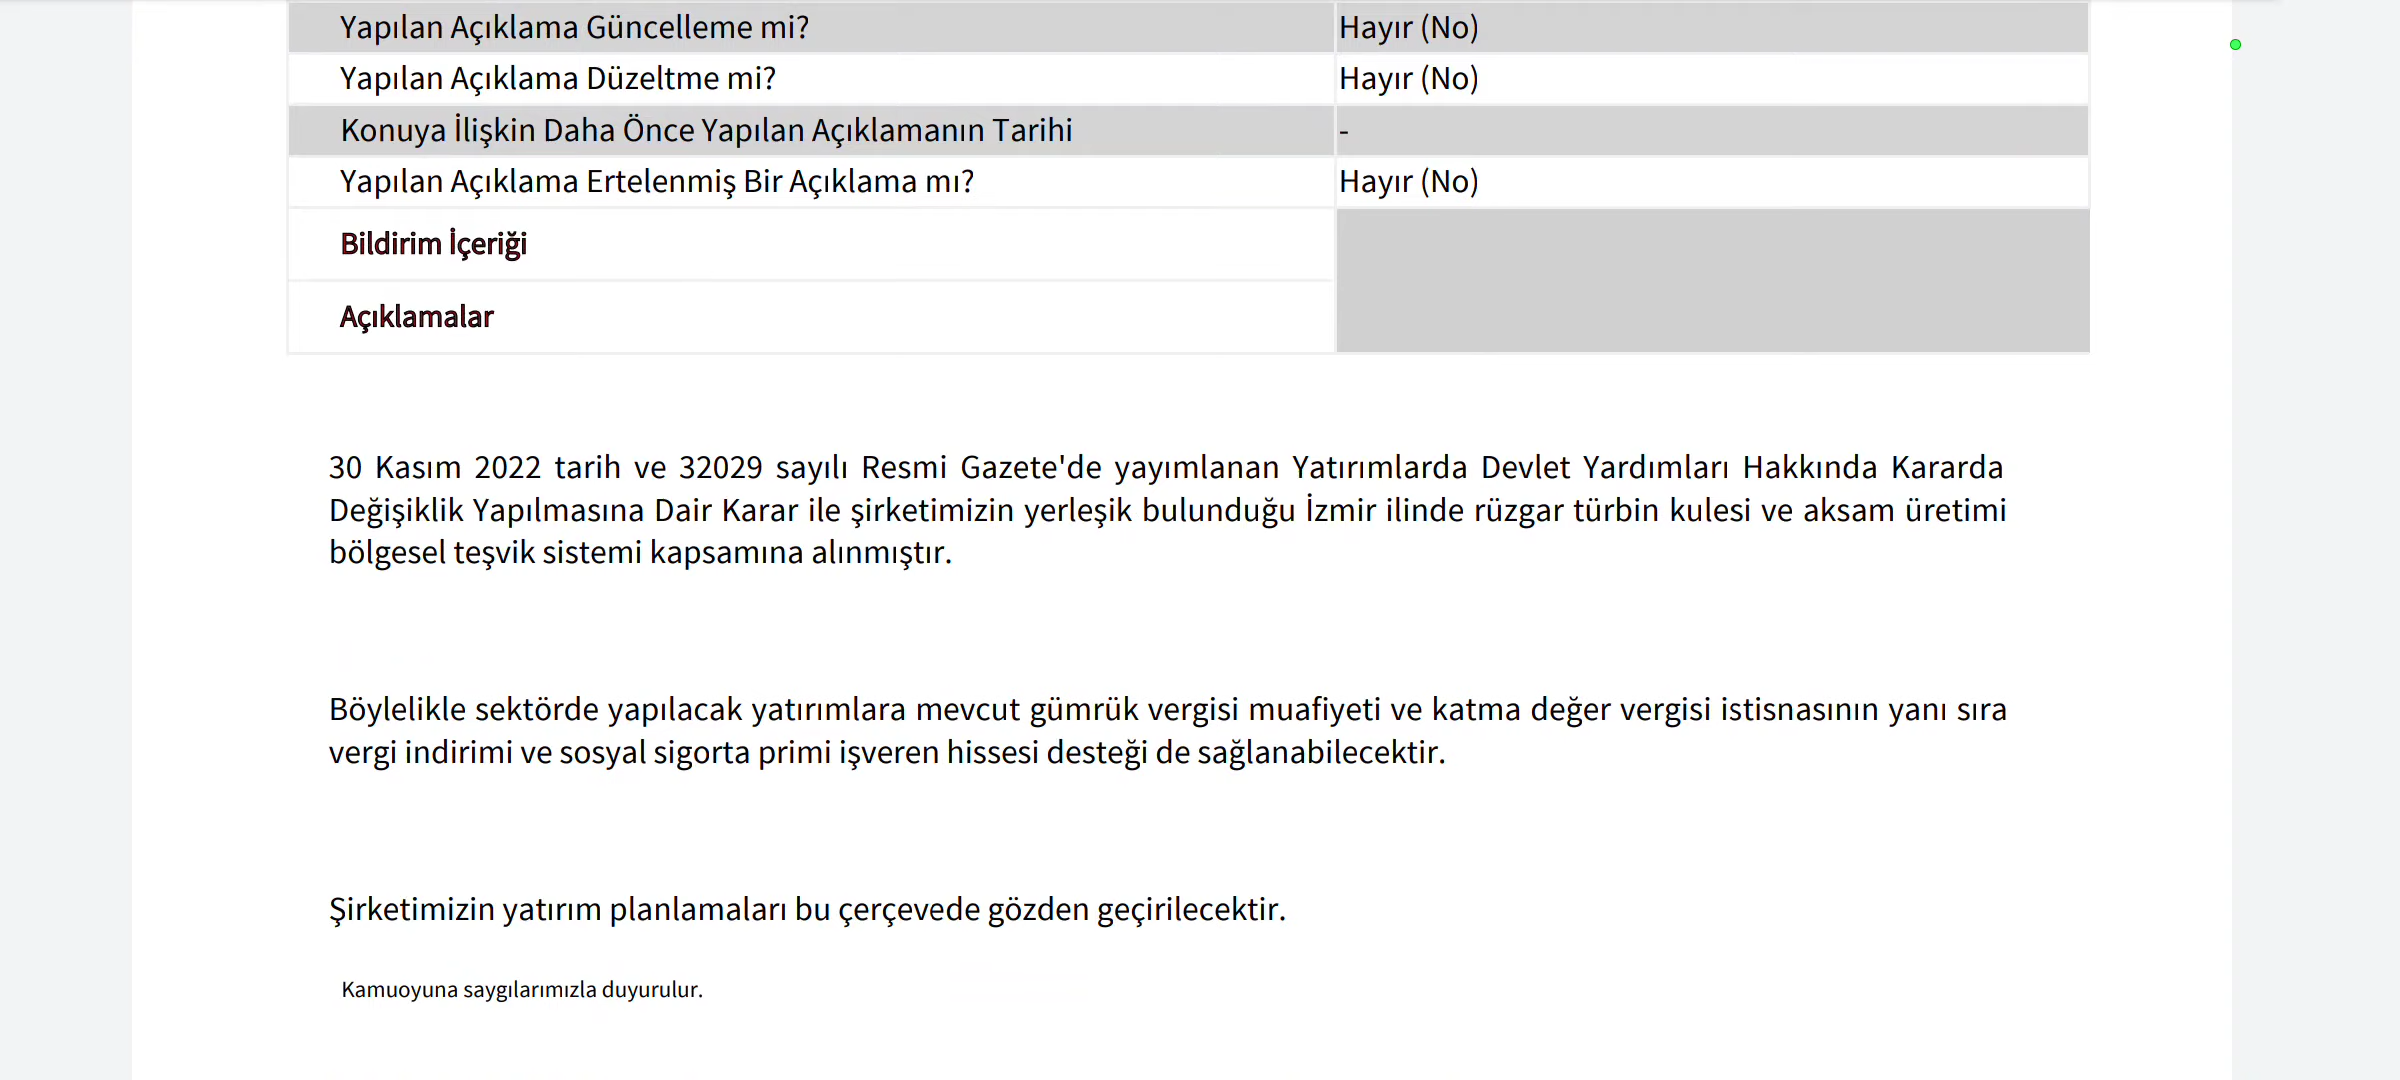 Yapılan Açıklama Güncelleme mi? Hayır (No)
Yapılan Açıklama Düzeltme mi? Hayır (No)
Konuya İlişkin Daha Önce Yapılan Açıklamanın Tarihi -
Yapılan Açıklama Ertelenmiş Bir Açıklama mı? Hayır (No)
Bildirim İçeriği
Açıklamalar
30 Kasım 2022 tarih ve 32029 sayılı Resmi Gazete'de yayımlanan Yatırımlarda Devlet Yardımları Hakkında Kararda
Değişiklik Yapılmasına Dair Karar ile şirketimizin yerleşik bulunduğu İzmir ilinde rüzgar türbin kulesi ve aksam üretimi
bölgesel teşvik sistemi kapsamına alınmıştır.
Böylelikle sektörde yapılacak yatırımlara mevcut gümrük vergisi muafiyeti ve katma değer vergisi istisnasının yanı sıra
vergi indirimi ve sosyal sigorta primi işveren hissesi desteği de sağlanabilecektir.
Şirketimizin yatırım planlamaları bu çerçevede gözden geçirilecektir.
Kamuoyuna saygılarımızla duyurulur.